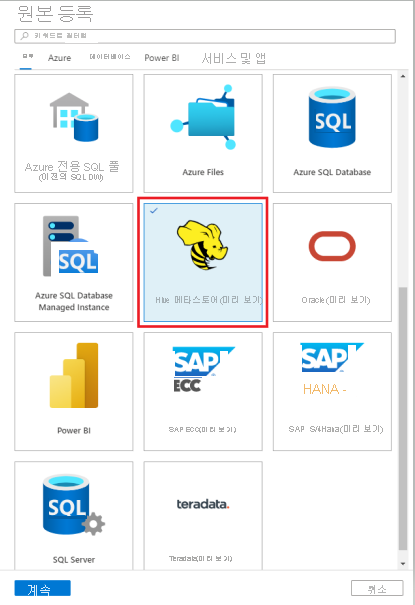 원본 등록
키워드로 필터링
모두 Azure 데이터베이스 Power BI 서비스 및 앱
Azure 전용 SQL 풀
(이전의 SQL DW)
Azure Files
SQL
Azure SQL Database
SQL
Azure SQL Database
Managed Instance
Hive 메타스토어(미리 보기)
Oracle(미리 보기)
Power BI
SAP
ECC
SAP ECC(미리 보기)
SAP
HANA -
SAP S/4Hana(미리 보기)
SQL
SQL Server
teradata.
Teradata(미리 보기)
계속
취소